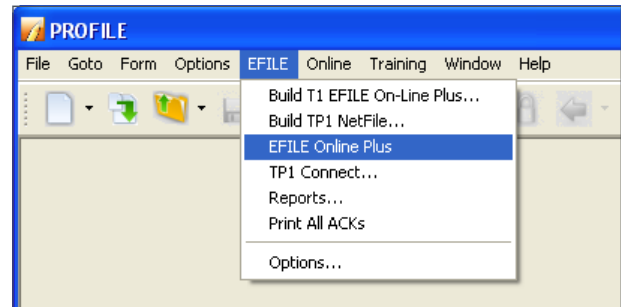 PROFILE
File Goto Form Options EFILE Online Training Window Help
Build T1 EFILE On-Line Plus...
Build TP1 NetFile...
EFILE Online Plus
TP1 Connect...
Reports...
Print All ACKs
Options...